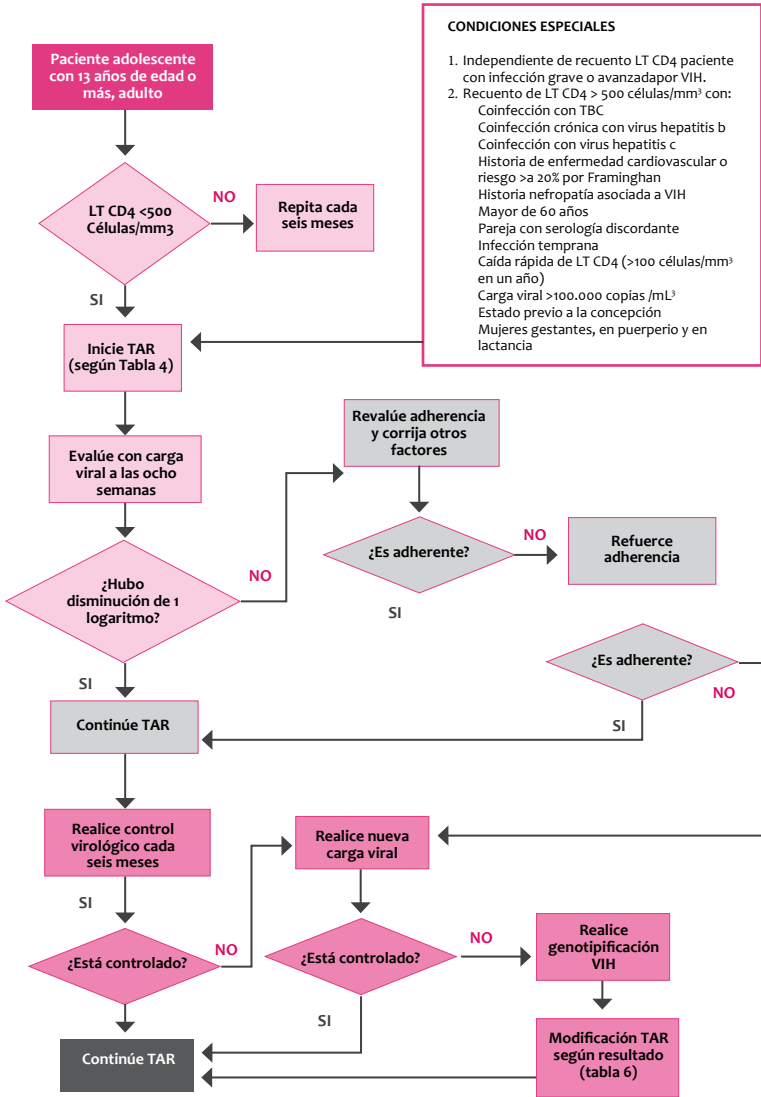 Paciente adolescente
con 13 años de edad o
más, adulto
CONDICIONES ESPECIALES
1. Independiente de recuento LT CD4 paciente
con infección grave o avanzadapor VIH.
2. Recuento de LT CD4 > 500 células/mm³ con:
Coinfección con TBC
Coinfección crónica con virus hepatitis b
Coinfección con virus hepatitis c
Historia de enfermedad cardiovascular o
riesgo >a 20% por Framinghan
Historia nefropatía asociada a VIH
Mayor de 60 años
Pareja con serología discordante
Infección temprana
Caída rápida de LT CD4 (>100 células/mm³
en un año)
Carga viral >100.000 copias /mL³
Estado previo a la concepción
Mujeres gestantes, en puerperio y en
lactancia
LT CD4 <500
Células/mm3
NO
Repita cada
seis meses
SI
Inicie TAR
(según Tabla 4)
Evalúe con carga
viral a las ocho
semanas
¿Hubo
disminución de 1
logaritmo?
NO
Revalúe adherencia
y corrija otros
factores
¿Es adherente?
NO
Refuerce
adherencia
SI
¿Es adherente?
NO
SI
SI
Continúe TAR
Realice control
virológico cada
seis meses
SI
¿Está controlado?
NO
Realice nueva
carga viral
¿Está controlado?
NO
Realice
genotipificación
VIH
SI
Modificación TAR
según resultado
(tabla 6)
Continúe TAR